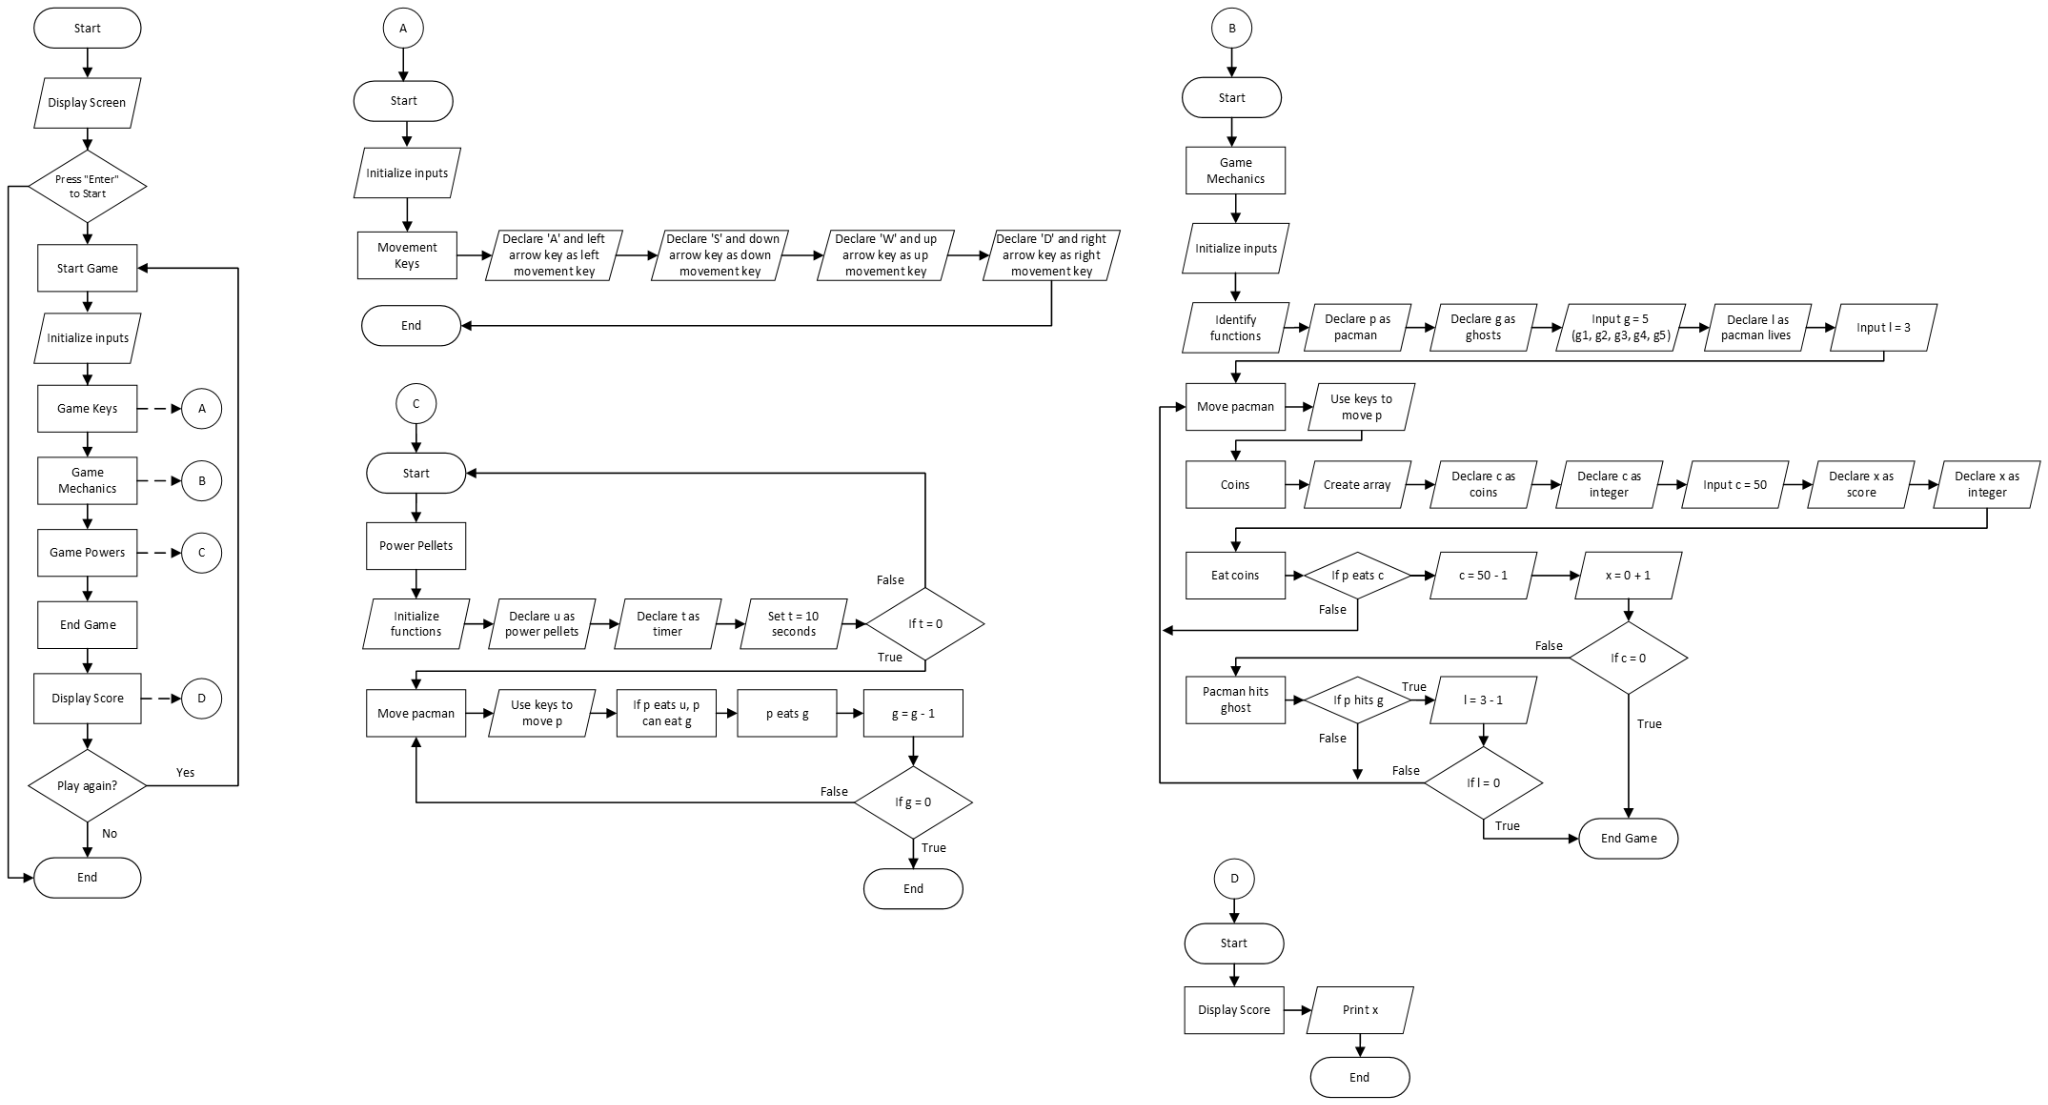 Start
Display Screen
Press "Enter"
to Start
Start Game
Initialize inputs
Game Keys
A
Game
Mechanics
B
Game Powers
C
End Game
Display Score
D
Play again?
Yes
No
End
A
Start
Initialize inputs
Movement
Keys
Declare 'A' and left
arrow key as left
movement key
Declare 'S' and down
arrow key as down
movement key
Declare 'W' and up
arrow key as up
movement key
Declare 'D' and right
arrow key as right
movement key
End
C
Start
Power Pellets
Initialize
functions
Declare u as
power pellets
Declare t as
timer
Set t = 10
seconds
If t = 0
False
True
Move pacman
Use keys to
move p
If p eats u, p
can eat g
p eats g
g = g - 1
If g = 0
False
True
End
B
Start
Game
Mechanics
Initialize inputs
Identify
functions
Declare p as
pacman
Declare g as
ghosts
Input g = 5
(g1, g2, g3, g4, g5)
Declare l as
pacman lives
Input l = 3
Move pacman
Use keys to
move p
Coins
Create array
Declare c as
coins
Declare c as
integer
Input c = 50
Declare x as
score
Declare x as
integer
Eat coins
If p eats c
False
c = 50 - 1
x = 0 + 1
If c = 0
False
True
Pacman hits
ghost
If p hits g
True
False
l = 3 - 1
If l = 0
False
True
End Game
D
Start
Display Score
Print x
End